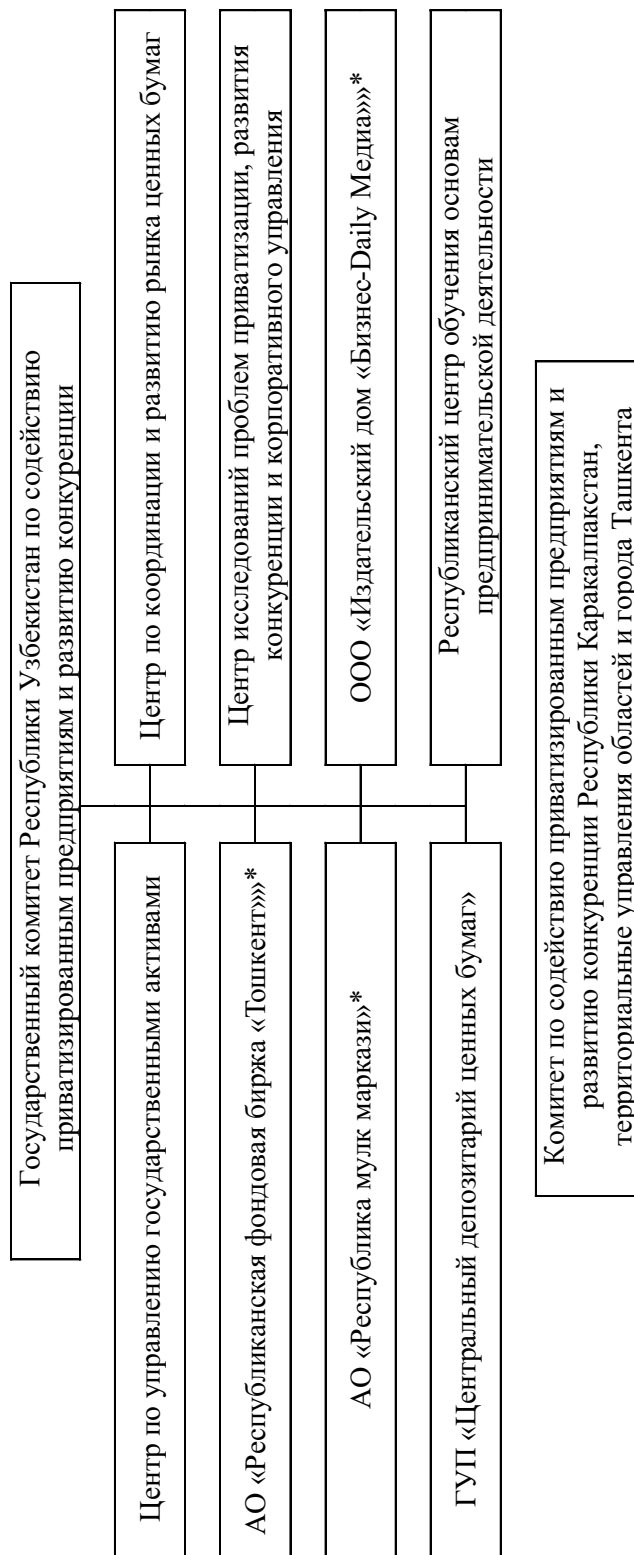 Государственный комитет Республики Узбекистан по содействию
приватизированным предприятиям и развитию конкуренции
Центр по управлению государственными активами
Центр по координации и развитию рынка ценных бумаг
АО «Республиканская фондовая биржа «Тошкент»»*
Центр исследований проблем приватизации, развития
конкуренции и корпоративного управления
АО «Республика мулк маркази»*
ООО «Издательский дом «Бизнес-Daily Медиа»»*
ГУП «Центральный депозитарий ценных бумаг»
Республиканский центр обучения основам
предпринимательской деятельности
Комитет по содействию приватизированным предприятиям и
развитию конкуренции Республики Каракалпакстан,
территориальные управления областей и города Ташкента